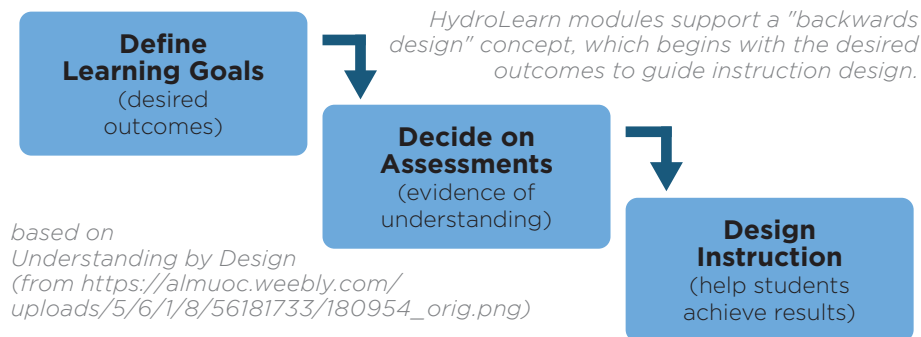 Define
Learning Goals
(desired
outcomes)
HydroLearn modules support a "backwards
design" concept, which begins with the desired
outcomes to guide instruction design.
Decide on
Assessments
(evidence of
understanding)
Design
Instruction
(help students
achieve results)
based on
Understanding by Design
(from https://almuoc.weebly.com/
uploads/5/6/1/8/56181733/180954_orig.png)